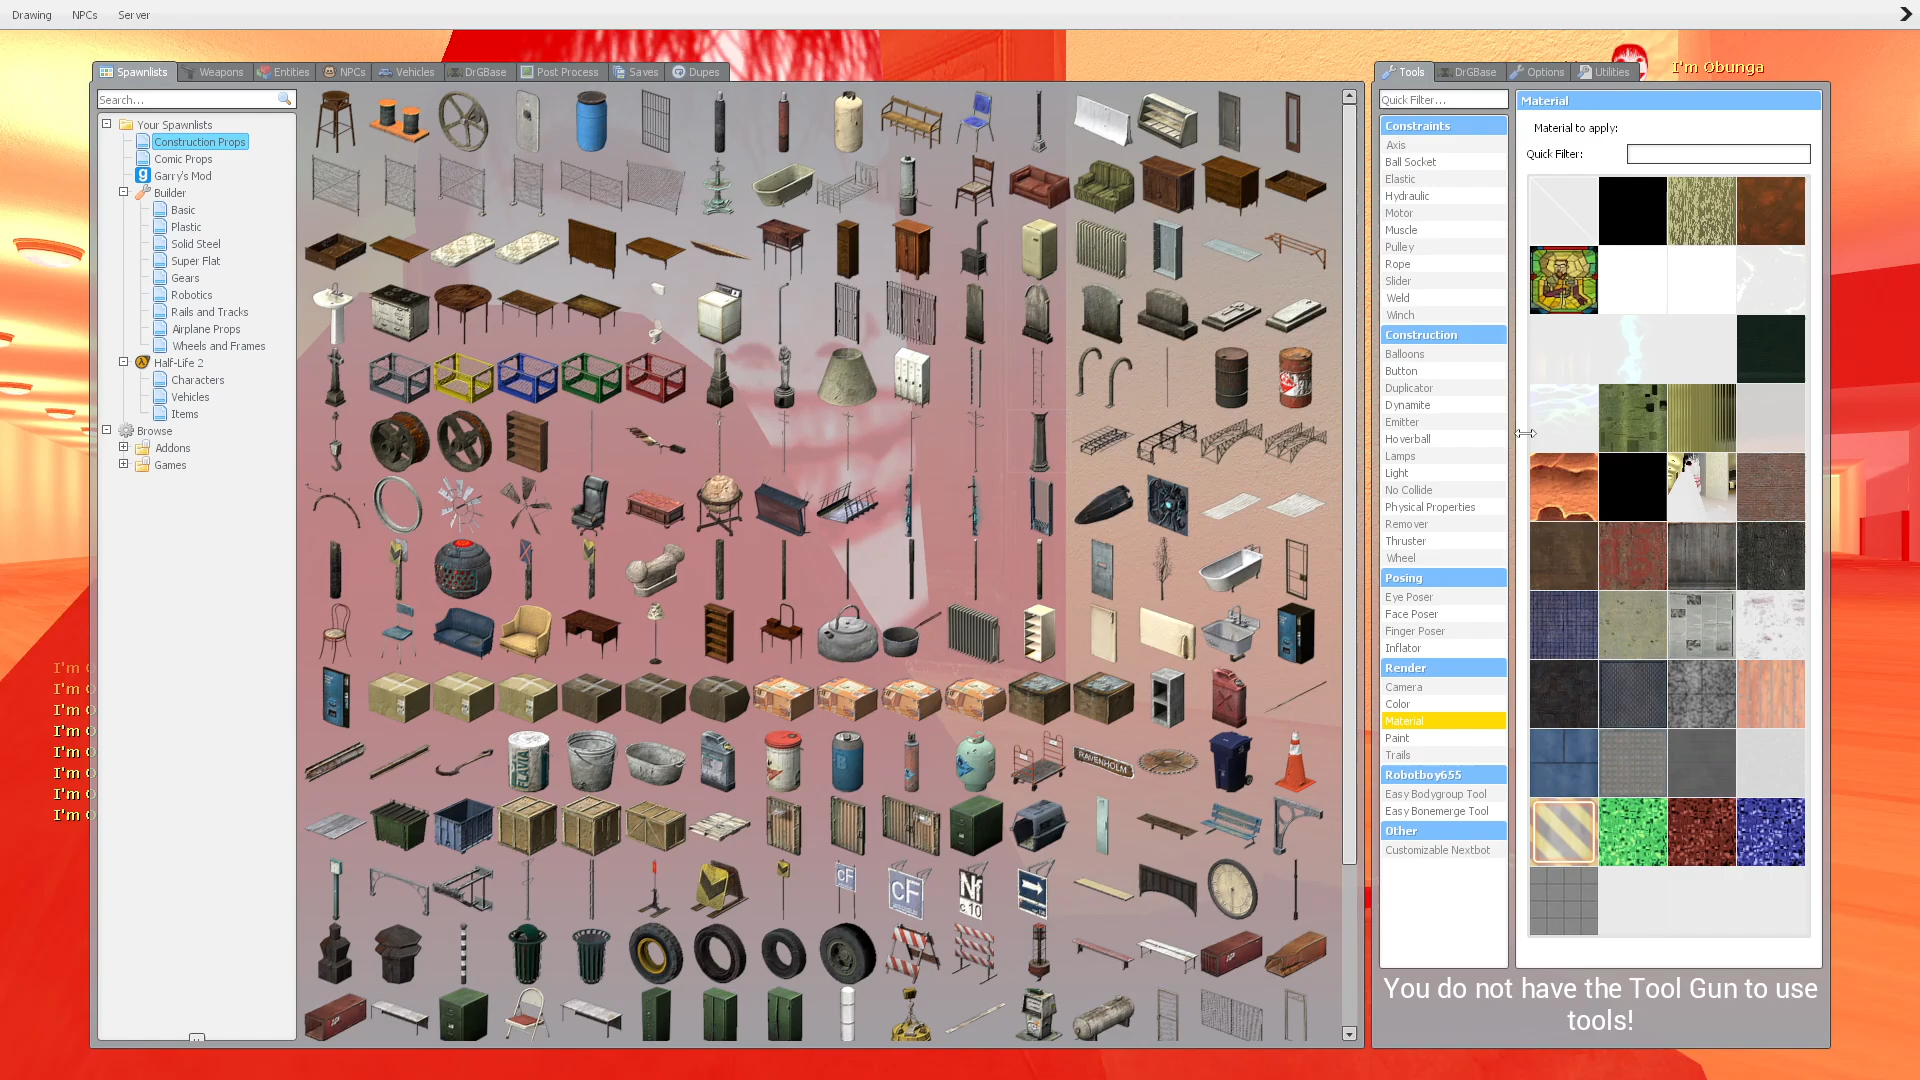 Drawing NPCs Server
I'm Obunga
Spawnlists Weapons Entities NPCs Vehicles DrGBase Post Process Saves Dupes
Search...
Your Spawnlists
Construction Props
Comic Props
Garry's Mod
Builder
Basic
Plastic
Solid Steel
Super Flat
Gears
Robotics
Rails and Tracks
Airplane Props
Wheels and Frames
Half-Life 2
Characters
Vehicles
Items
Browse
Addons
Games
I'm
I'm
I'm
I'm
I'm
I'm
I'm
I'm
RAVENHOLM
cF
cF
Nf
c.10
Tools DrGBase Options Utilities
Quick Filter...
Constraints
Axis
Ball Socket
Elastic
Hydraulic
Motor
Muscle
Pulley
Rope
Slider
Weld
Winch
Construction
Balloons
Button
Duplicator
Dynamite
Emitter
Hoverball
Lamps
Light
No Collide
Physical Properties
Remover
Thruster
Wheel
Posing
Eye Poser
Face Poser
Finger Poser
Inflator
Render
Camera
Color
Material
Paint
Trails
Robotboy655
Easy Bodygroup Tool
Easy Bonemerge Tool
Other
Customizable Nextbot
Material
Material to apply:
Quick Filter:
You do not have the Tool Gun to use
tools!